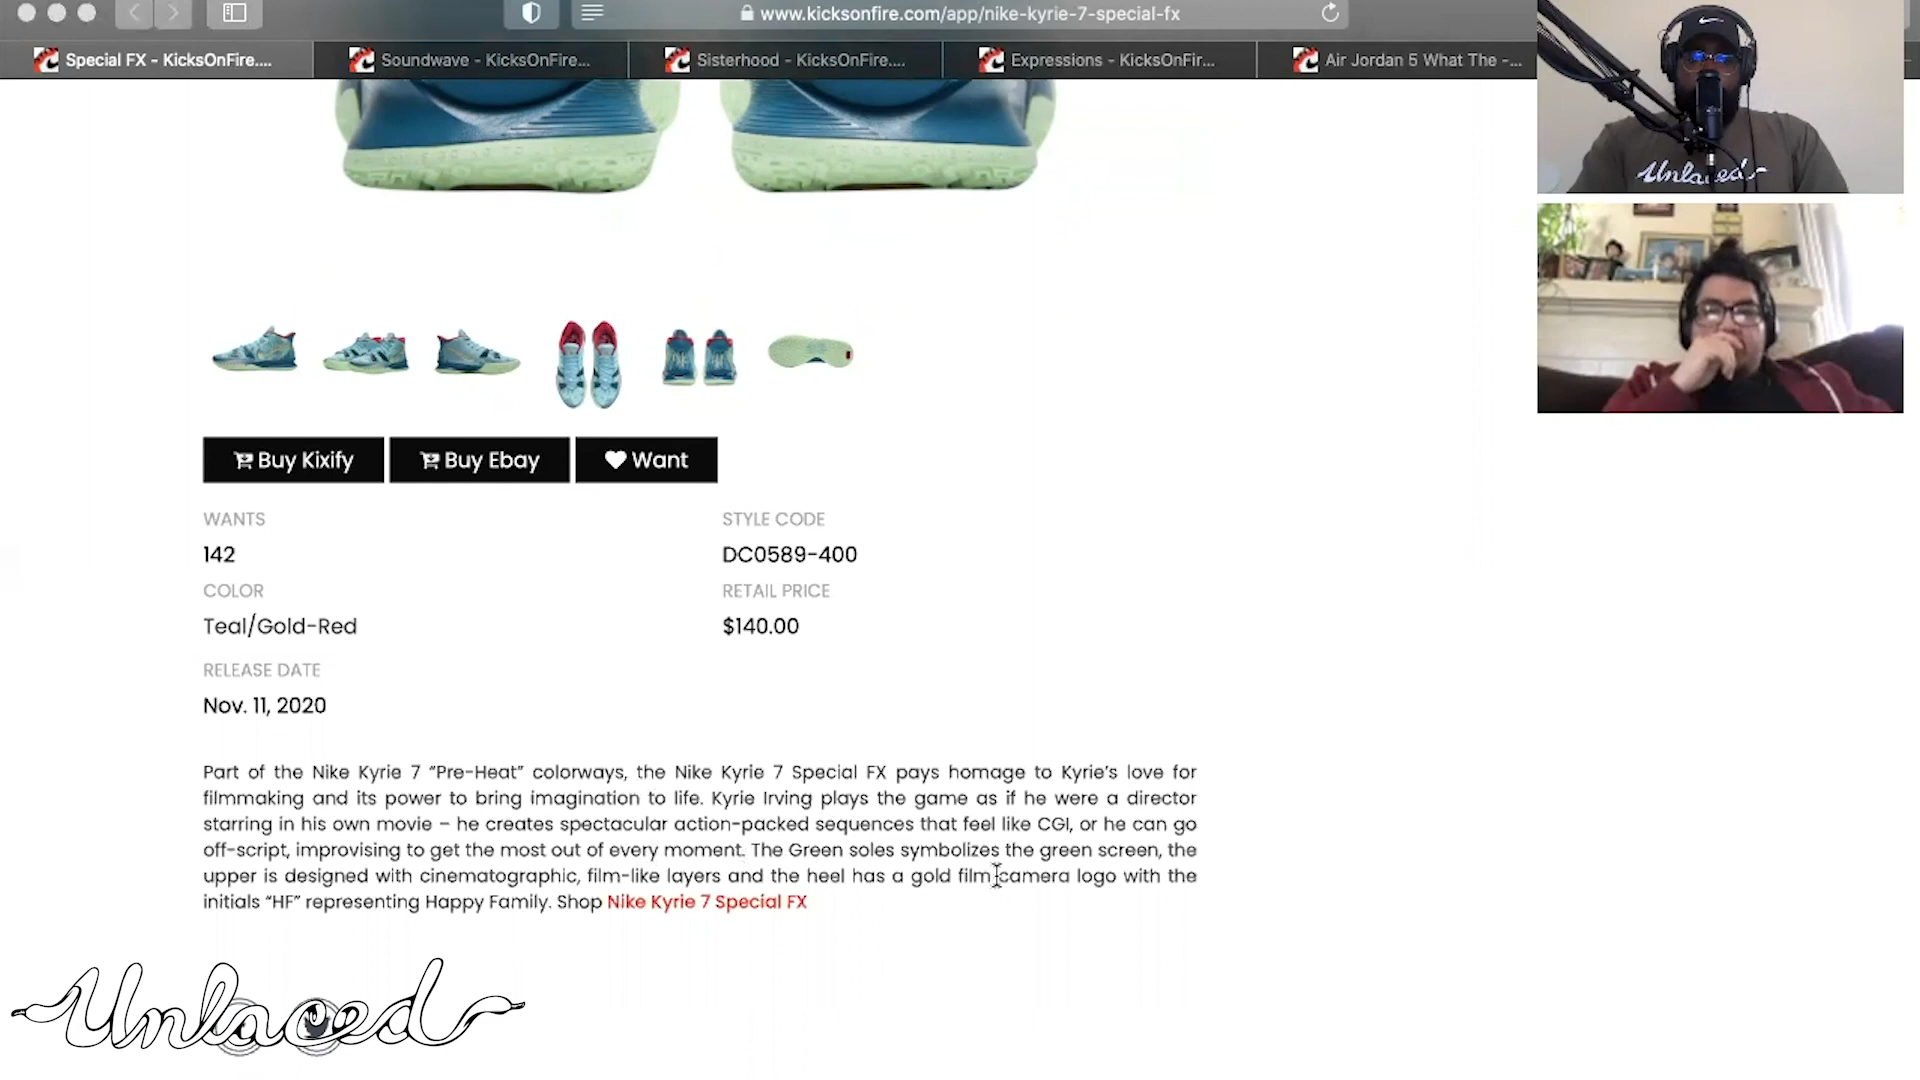 www.kicksonfire.com/app/nike-kyrie-7-special-fx
Special FX - KicksOnFire....
Soundwave - KicksOnFire...
Sisterhood - KicksOnFire....
Expressions - KicksOnFir...
Air Jordan 5 What The -...
Unlaced
Buy Kixify
Buy Ebay
Want
WANTS
STYLE CODE
142
DC0589-400
COLOR
RETAIL PRICE
Teal/Gold-Red
$140.00
RELEASE DATE
Nov. 11, 2020
Part of the Nike Kyrie 7 “Pre-Heat” colorways, the Nike Kyrie 7 Special FX pays homage to Kyrie’s love for
filmmaking and its power to bring imagination to life. Kyrie Irving plays the game as if he were a director
starring in his own movie – he creates spectacular action-packed sequences that feel like CGI, or he can go
off-script, improvising to get the most out of every moment. The Green soles symbolizes the green screen, the
upper is designed with cinematographic, film-like layers and the heel has a gold film camera logo with the
initials “HF” representing Happy Family. Shop Nike Kyrie 7 Special FX
Unlaced